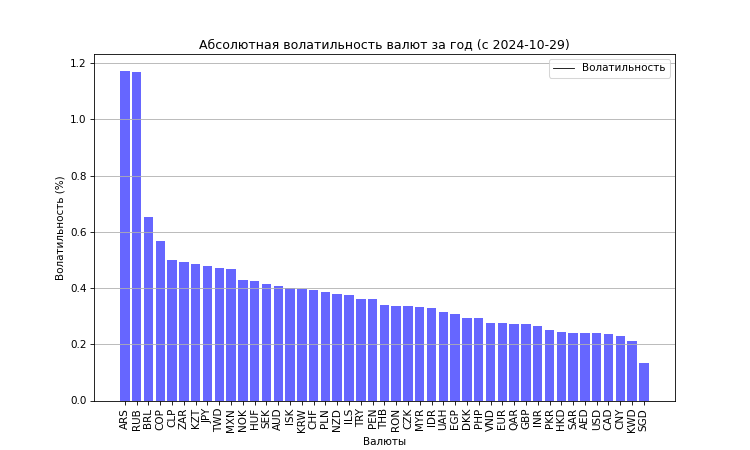 Абсолютная волатильность валют за год (с 2024-10-29)
Волатильность
Волатильность (%)
1.2
1.0
0.8
0.6
0.4
0.2
0.0
ARS RUB BRL COP CLP ZAR KZT JPY TWD MXN NOK HUF SEK AUD ISK KRW CHF PLN NZD ILS TRY PEN THB RON CZK MYR IDR UAH EGP DKK PHP VND EUR QAR GBP INR PKR HKD SAR AED USD CAD CNY KWD SGD
Валюты